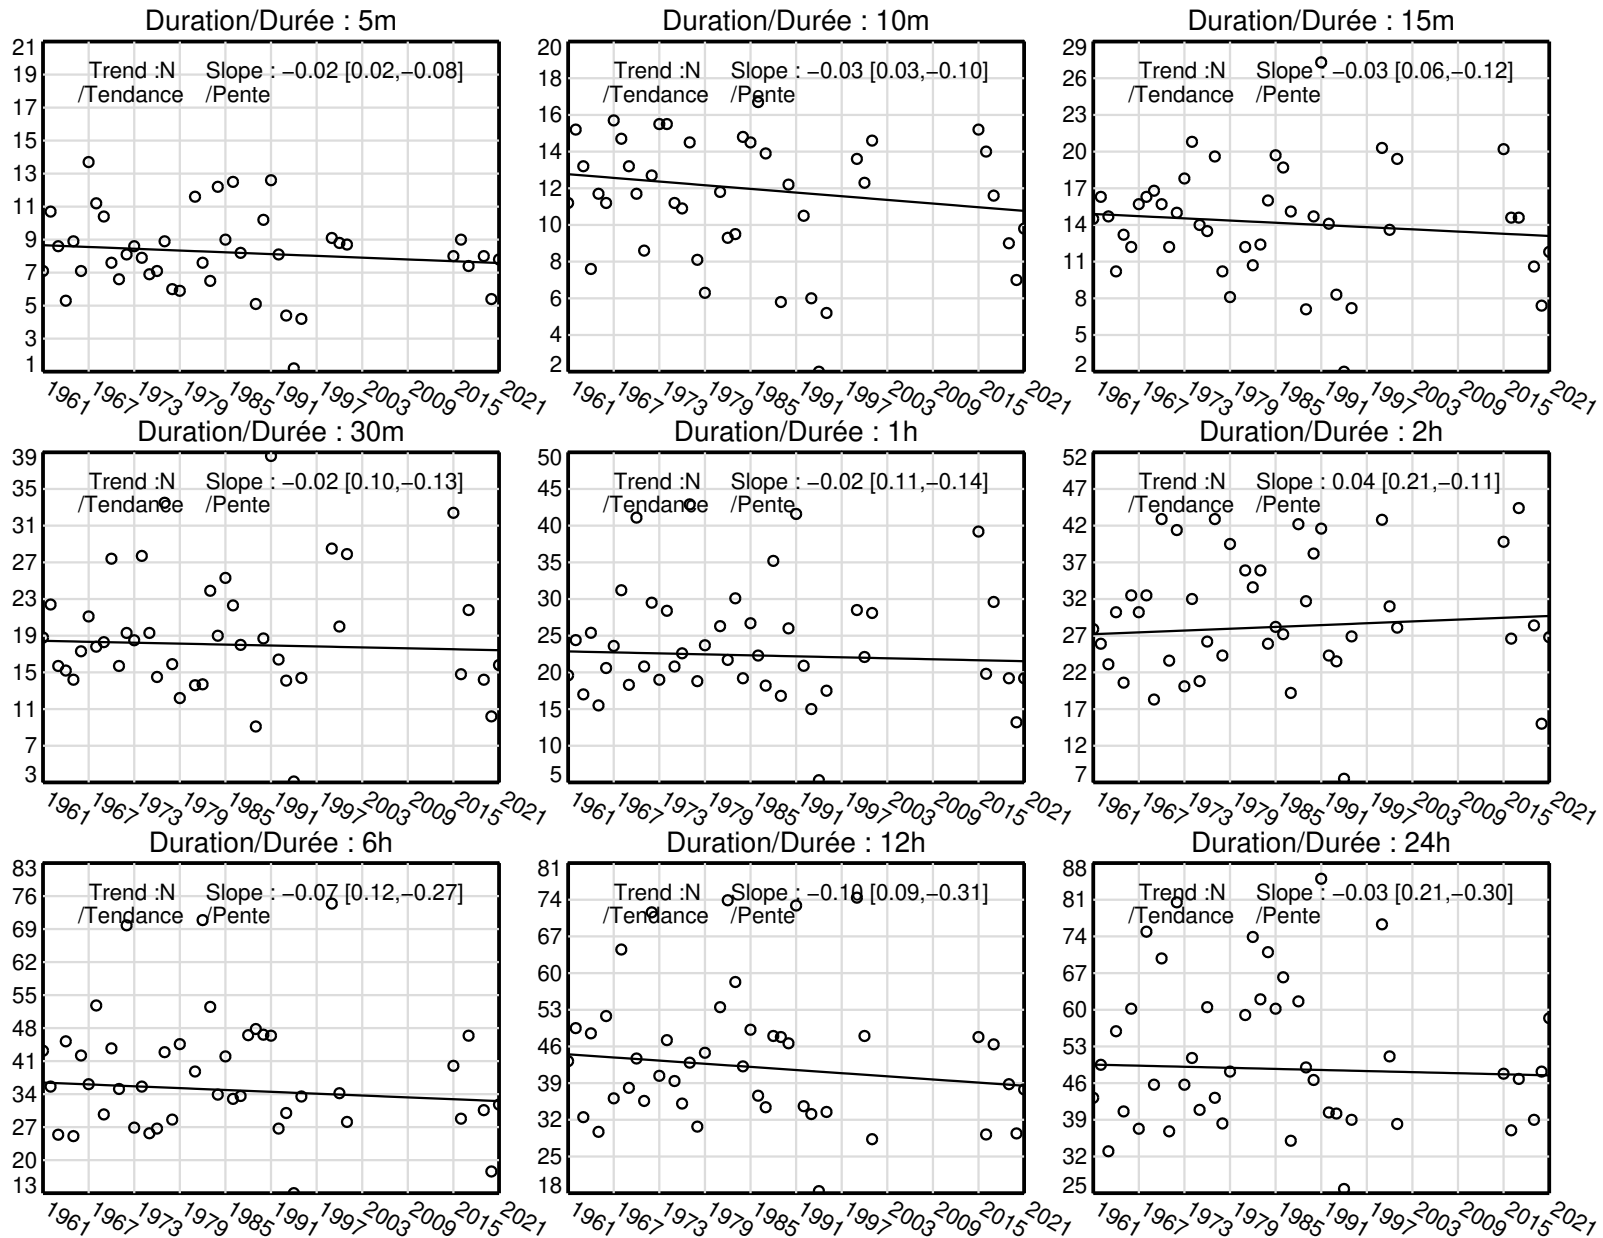 Duration/Durée : 5m
21
19
17
15
13
11
9
7
5
3
1
Trend :N Slope : −0.02 [0.02,−0.08]
/Tendance /Pente
1961 1967 1973 1979 1985 1991 1997 2003 2009 2015 2021
Duration/Durée : 10m
20
18
16
14
12
10
8
6
4
2
Trend :N Slope : −0.03 [0.03,−0.10]
/Tendance /Pente
1961 1967 1973 1979 1985 1991 1997 2003 2009 2015 2021
Duration/Durée : 15m
29
26
23
20
17
14
11
8
5
2
Trend :N Slope : −0.03 [0.06,−0.12]
/Tendance /Pente
1961 1967 1973 1979 1985 1991 1997 2003 2009 2015 2021
Duration/Durée : 30m
39
35
31
27
23
19
15
11
7
3
Trend :N Slope : −0.02 [0.10,−0.13]
/Tendance /Pente
1961 1967 1973 1979 1985 1991 1997 2003 2009 2015 2021
Duration/Durée : 1h
50
45
40
35
30
25
20
15
10
5
Trend :N Slope : −0.02 [0.11,−0.14]
/Tendance /Pente
1961 1967 1973 1979 1985 1991 1997 2003 2009 2015 2021
Duration/Durée : 2h
52
47
42
37
32
27
22
17
12
7
Trend :N Slope : 0.04 [0.21,−0.11]
/Tendance /Pente
1961 1967 1973 1979 1985 1991 1997 2003 2009 2015 2021
Duration/Durée : 6h
83
76
69
62
55
48
41
34
27
20
13
Trend :N Slope : −0.07 [0.12,−0.27]
/Tendance /Pente
1961 1967 1973 1979 1985 1991 1997 2003 2009 2015 2021
Duration/Durée : 12h
81
74
67
60
53
46
39
32
25
18
Trend :N Slope : −0.10 [0.09,−0.31]
/Tendance /Pente
1961 1967 1973 1979 1985 1991 1997 2003 2009 2015 2021
Duration/Durée : 24h
88
81
74
67
60
53
46
39
32
25
Trend :N Slope : −0.03 [0.21,−0.30]
/Tendance /Pente
1961 1967 1973 1979 1985 1991 1997 2003 2009 2015 2021